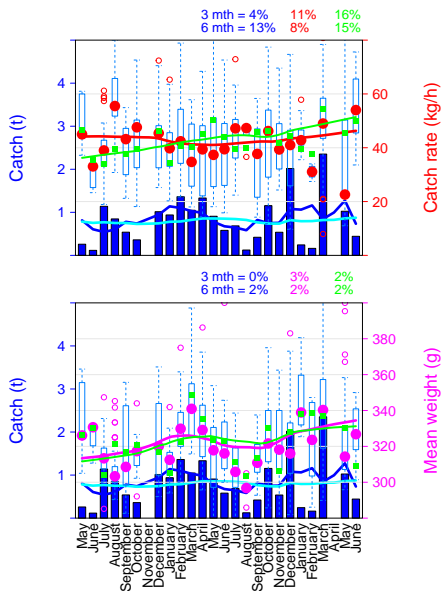 3 mth = 4% 11% 16%
6 mth = 13% 8% 15%
Catch (t)
5
4
3
2
1
Catch rate (kg/h)
60
40
20
3 mth = 0% 3% 2%
6 mth = 2% 2% 2%
Catch (t)
4
3
2
1
Mean weight (g)
380
360
340
320
300
May
June
July
August
September
October
November
December
January
February
March
April
May
June
July
August
September
October
November
December
January
February
March
April
May
June